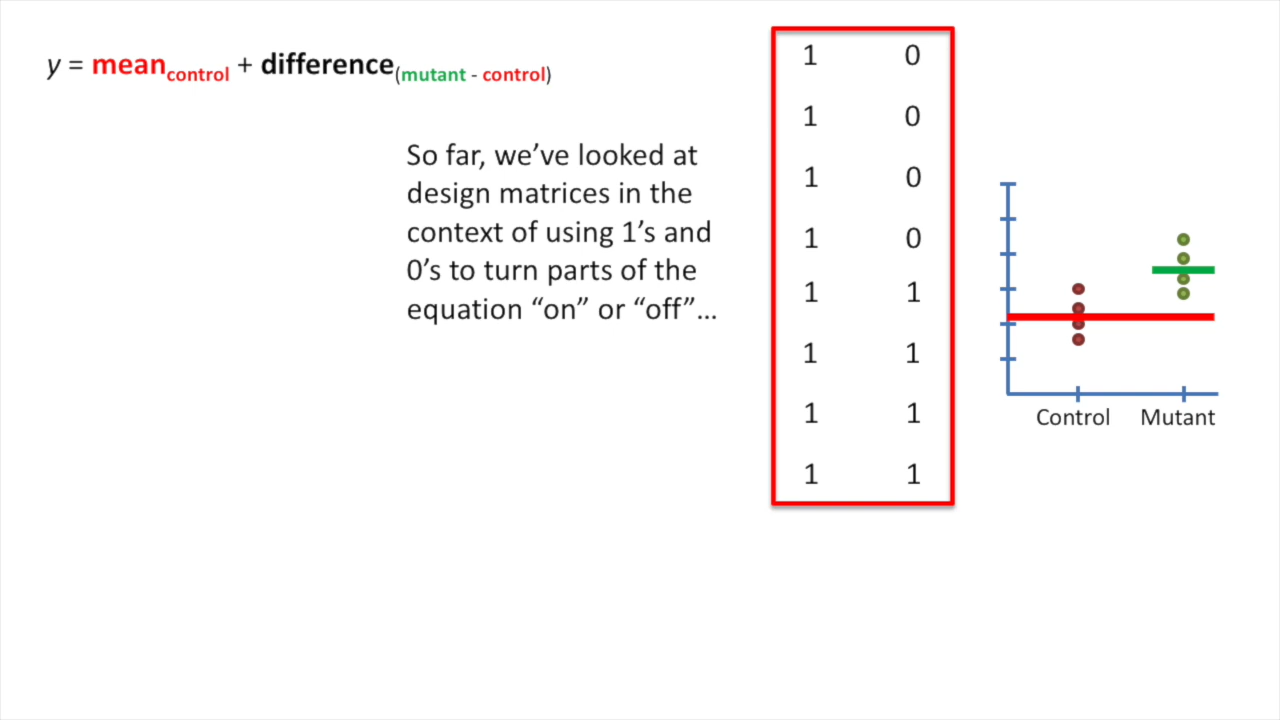 y = mean control + difference (mutant - control)
So far, we’ve looked at
design matrices in the
context of using 1’s and
0’s to turn parts of the
equation “on” or “off”…
1 0
1 0
1 0
1 0
1 1
1 1
1 1
1 1
Control Mutant